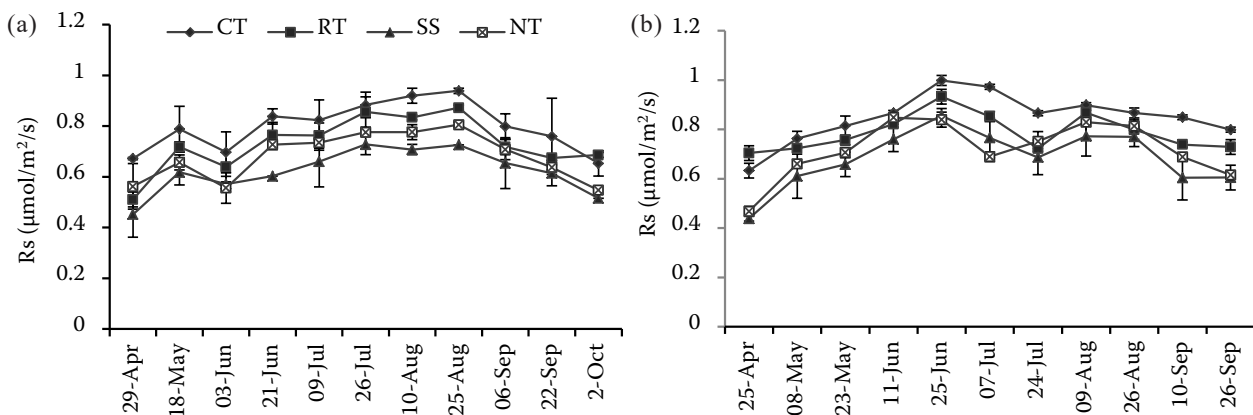 (a)
CT RT SS NT
Rs (μmol/m²/s)
1.2
1
0.8
0.6
0.4
0.2
0
29-Apr
18-May
03-Jun
21-Jun
09-Jul
26-Jul
10-Aug
25-Aug
06-Sep
22-Sep
2-Oct
(b)
Rs (μmol/m²/s)
1.2
1
0.8
0.6
0.4
0.2
0
25-Apr
08-May
23-May
11-Jun
25-Jun
07-Jul
24-Jul
09-Aug
26-Aug
10-Sep
26-Sep